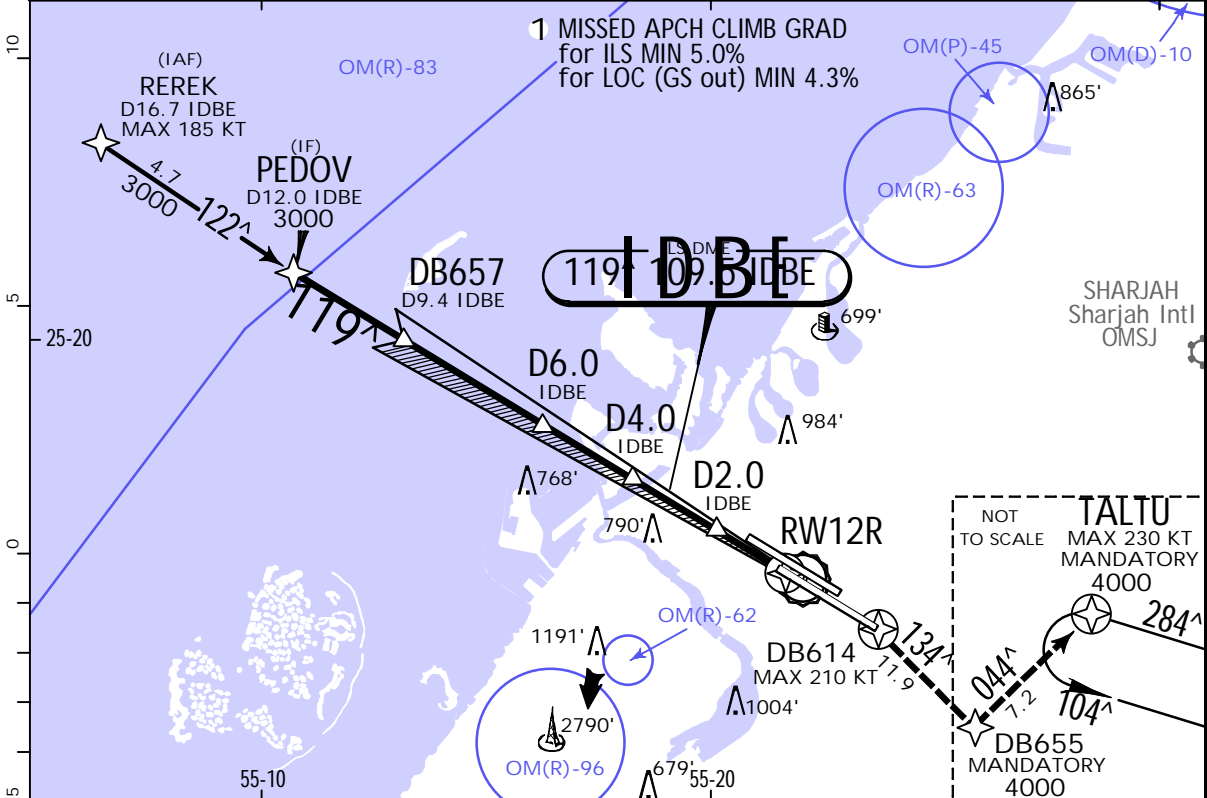 1 MISSED APCH CLIMB GRAD
for ILS MIN 5.0%
for LOC (GS out) MIN 4.3%
10
(IAF)
REREK
D16.7 IDBE
MAX 185 KT
OM(R)-83
OM(P)-45
OM(D)-10
865'
4.7
3000
122^
(IF)
PEDOV
D12.0 IDBE
3000
OM(R)-63
DB657
D9.4 IDBE
ILS DME
119^ 109.5 IDBE
IDBE
119^
5
25-20
699'
SHARJAH
Sharjah Intl
OMSJ
D6.0
IDBE
D4.0
IDBE
984'
768'
D2.0
IDBE
790'
RW12R
0
NOT
TO SCALE
TALTU
MAX 230 KT
MANDATORY
4000
284^
OM(R)-62
1191'
DB614
MAX 210 KT
134^
11.9
044^
7.2
104^
1004'
2790'
OM(R)-96
DB655
MANDATORY
4000
679'
55-10
55-20
5